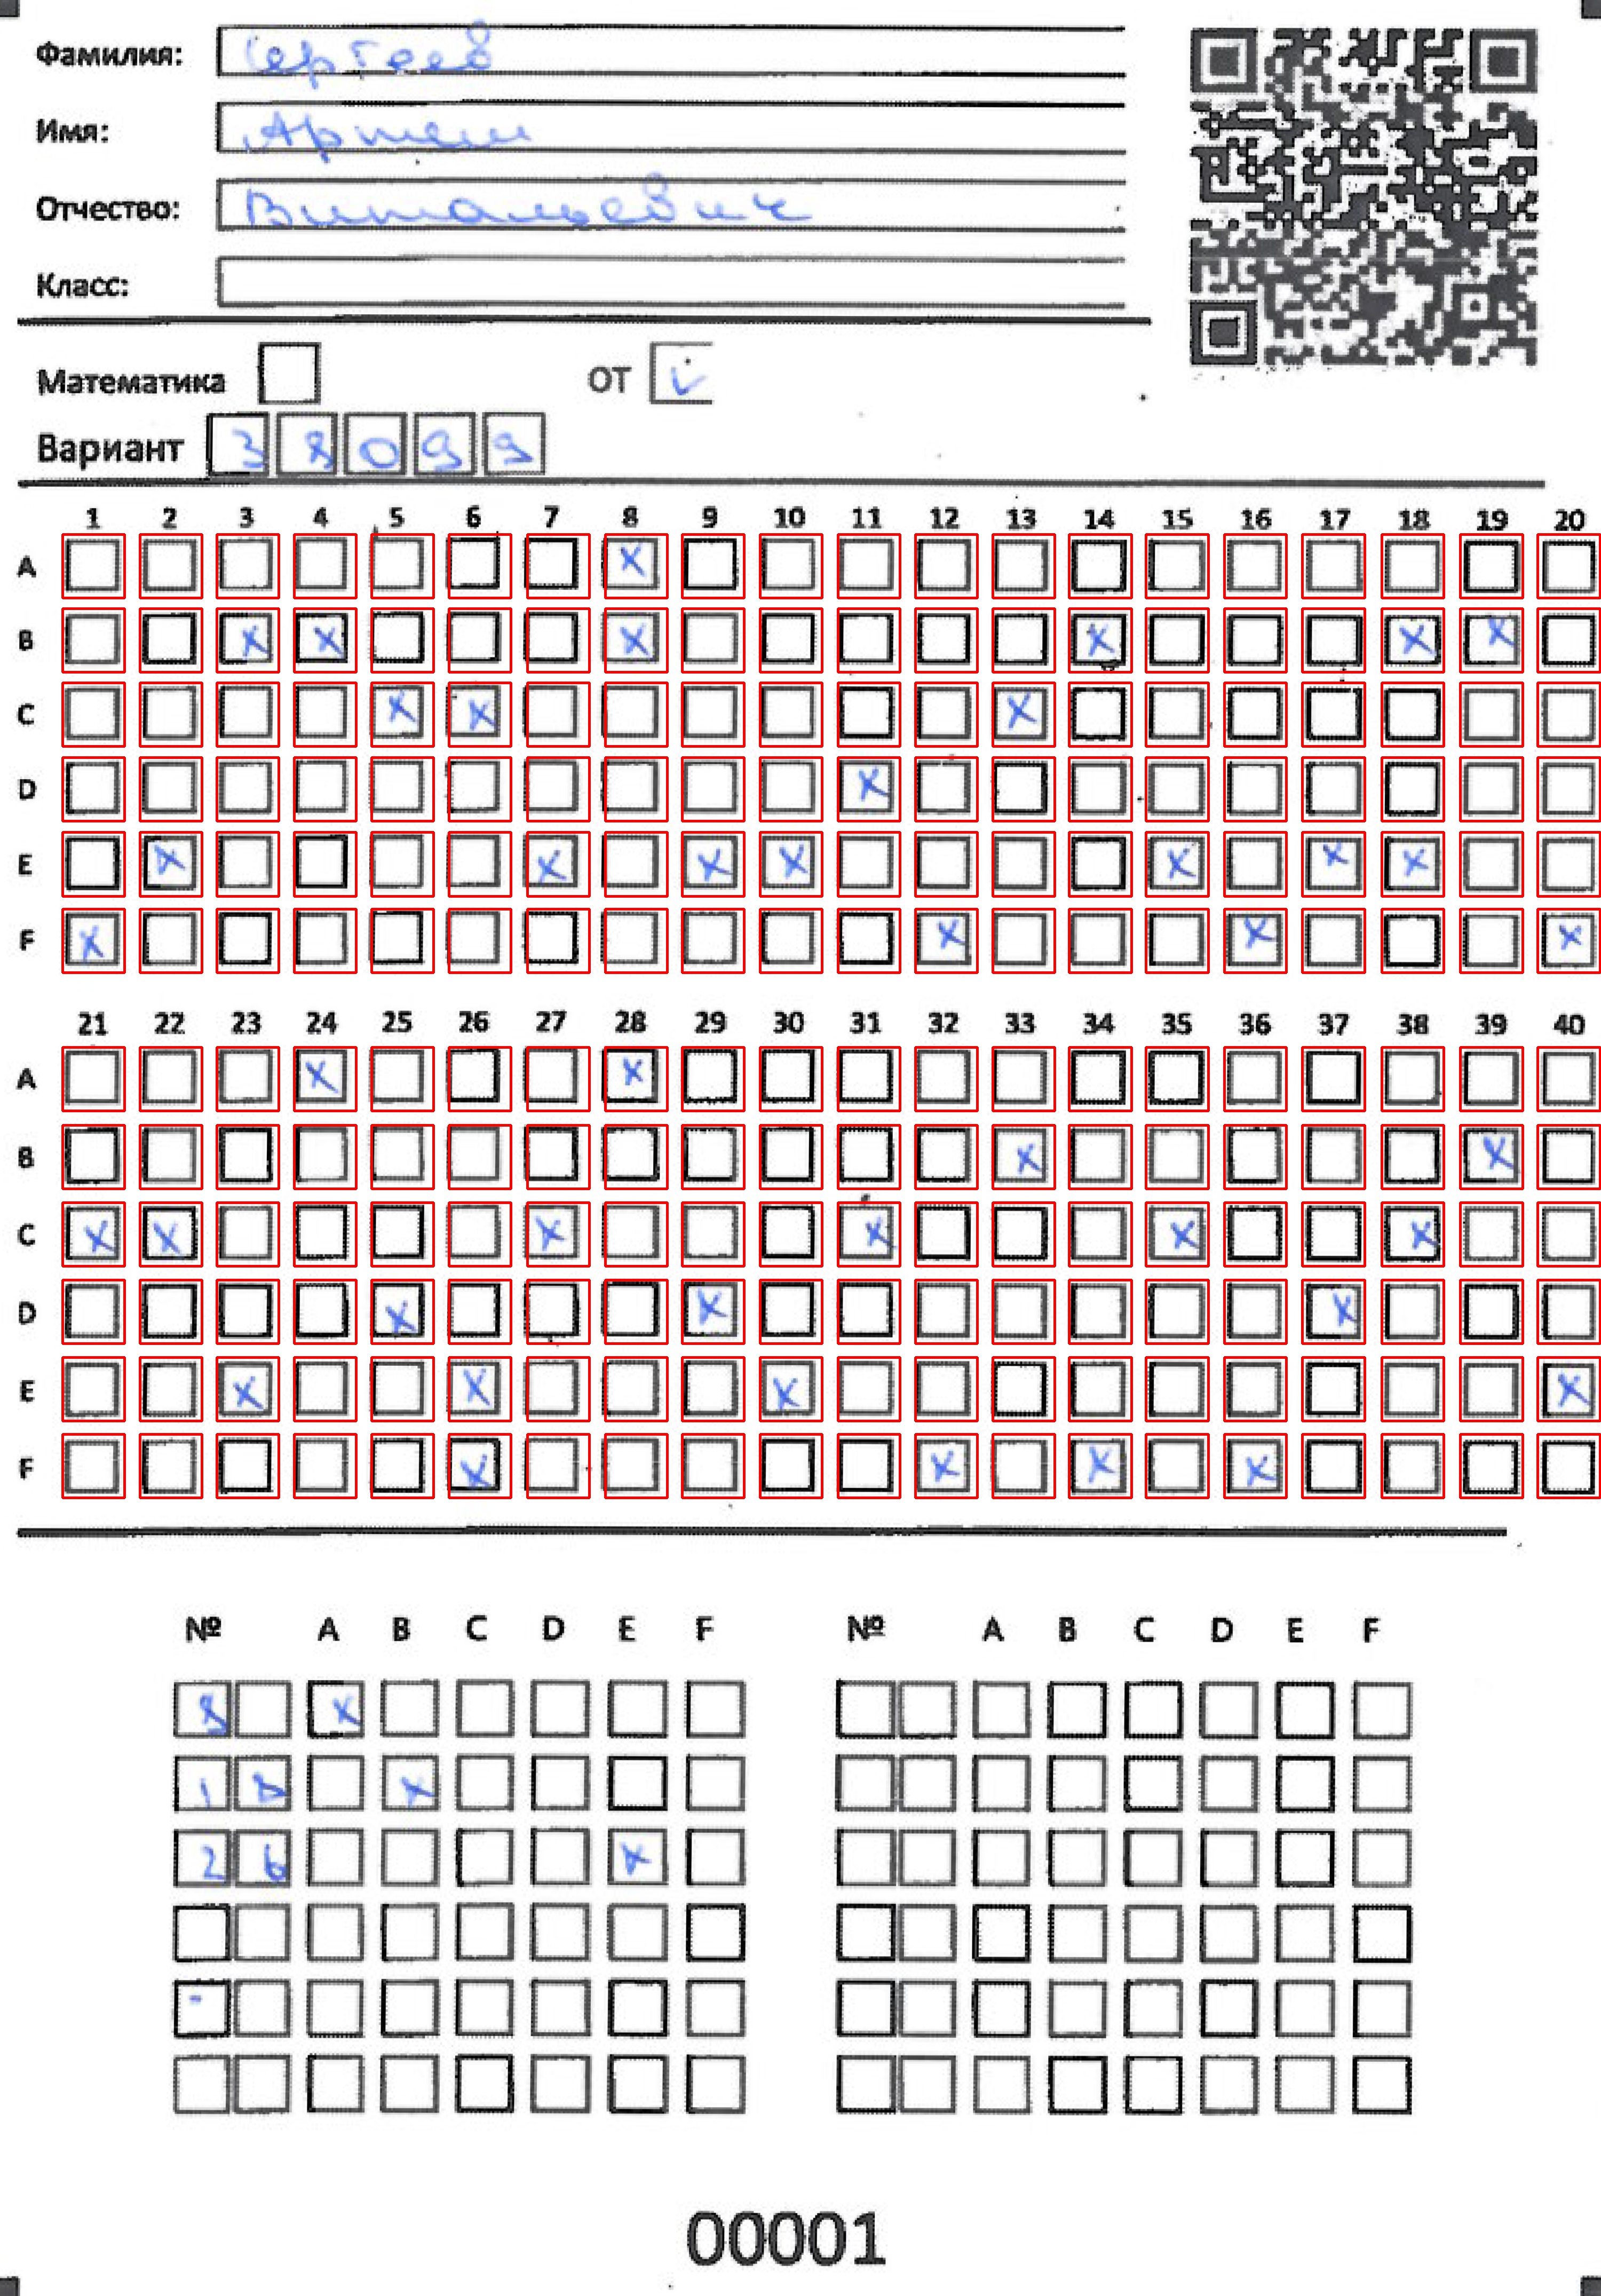 Фамилия: Сергеев
Имя: Артем
Отчество: Витальевич
Класс:
Математика ОТ
Вариант 3 8 0 9 9
1 2 3 4 5 6 7 8 9 10 11 12 13 14 15 16 17 18 19 20
A
B
C
D
E
F
21 22 23 24 25 26 27 28 29 30 31 32 33 34 35 36 37 38 39 40
A
B
C
D
E
F
№ A B C D E F № A B C D E F
8
1 8
2 6
00001